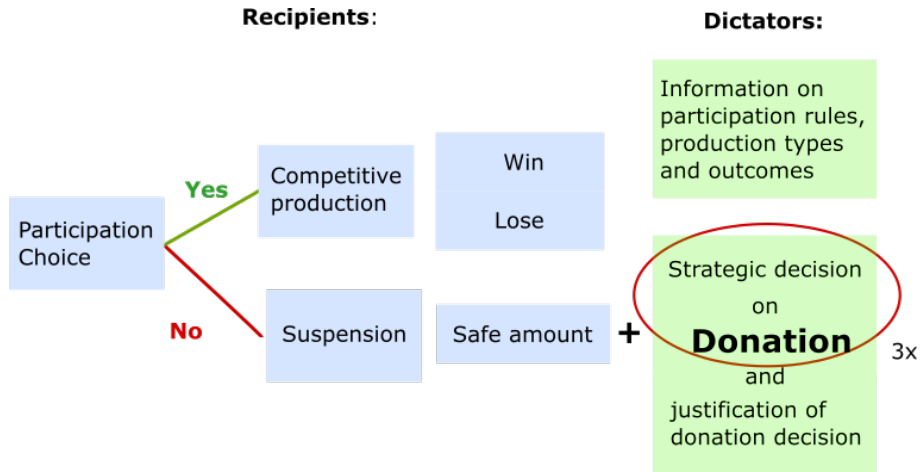 Recipients:
Dictators:
Participation
Choice
Yes
No
Competitive
production
Suspension
Win
Lose
Safe amount
+
Information on
participation rules,
production types
and outcomes
Strategic decision
on
Donation
and
justification of
donation decision
3x